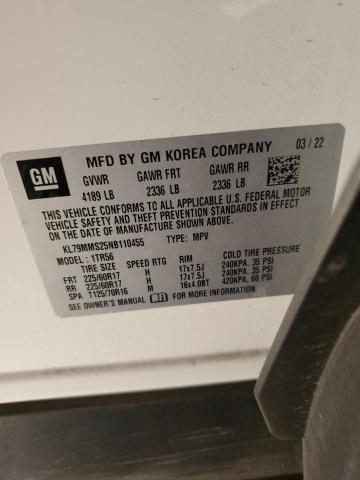 GM
MFD BY GM KOREA COMPANY 03 / 22
GVWR GAWR FRT GAWR RR
4189 LB 2336 LB 2336 LB
THIS VEHICLE CONFORMS TO ALL APPLICABLE U.S. FEDERAL MOTOR
VEHICLE SAFETY AND THEFT PREVENTION STANDARDS IN EFFECT
ON THE DATE OF MANUFACTURE SHOWN ABOVE.
KL79MMS25NB110455 TYPE: MPV
MODEL: 1TR56
TIRE SIZE SPEED RTG RIM
FRT 225/60R17 H 17x7.5J 240KPA, 35 PSI
RR 225/60R17 H 17x7.5J 240KPA, 35 PSI
SPA T125/70R16 M 16x4.0BT 420KPA, 60 PSI
SEE OWNER'S MANUAL FOR MORE INFORMATION.